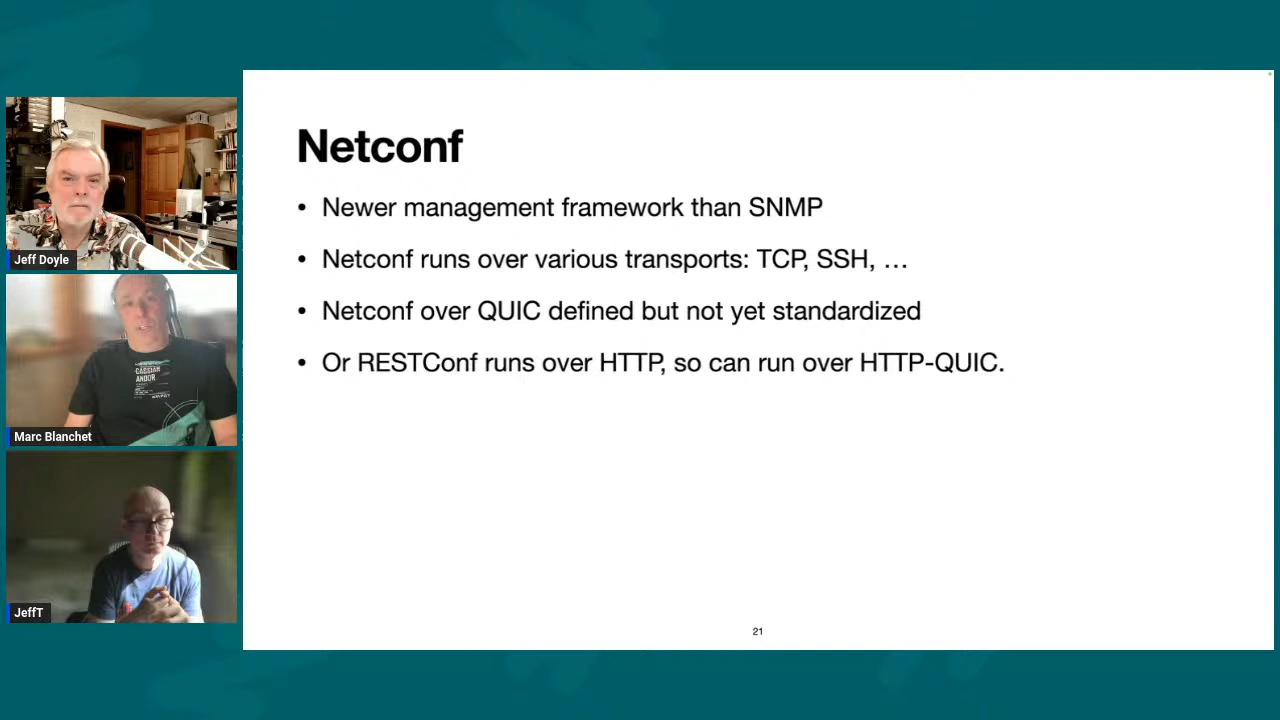 Jeff Doyle
Marc Blanchet
CASSIAN
ANDOR
JeffT
Netconf
• Newer management framework than SNMP
• Netconf runs over various transports: TCP, SSH, …
• Netconf over QUIC defined but not yet standardized
• Or RESTConf runs over HTTP, so can run over HTTP-QUIC.
21